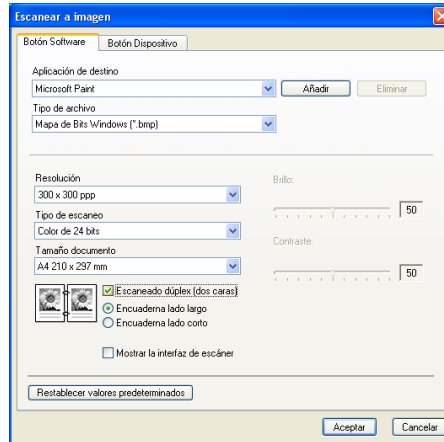 Escanear a imagen
Botón Software Botón Dispositivo
Aplicación de destino
Microsoft Paint Añadir Eliminar
Tipo de archivo
Mapa de Bits Windows (*.bmp)
Resolución Brillo:
300 x 300 ppp
50
Tipo de escaneo
Color de 24 bits
Contraste:
Tamaño documento
A4 210 x 297 mm
50
Escaneado dúplex (dos caras)
Encuaderna lado largo
Encuaderna lado corto
Mostrar la interfaz de escáner
Restablecer valores predeterminados
Aceptar Cancelar